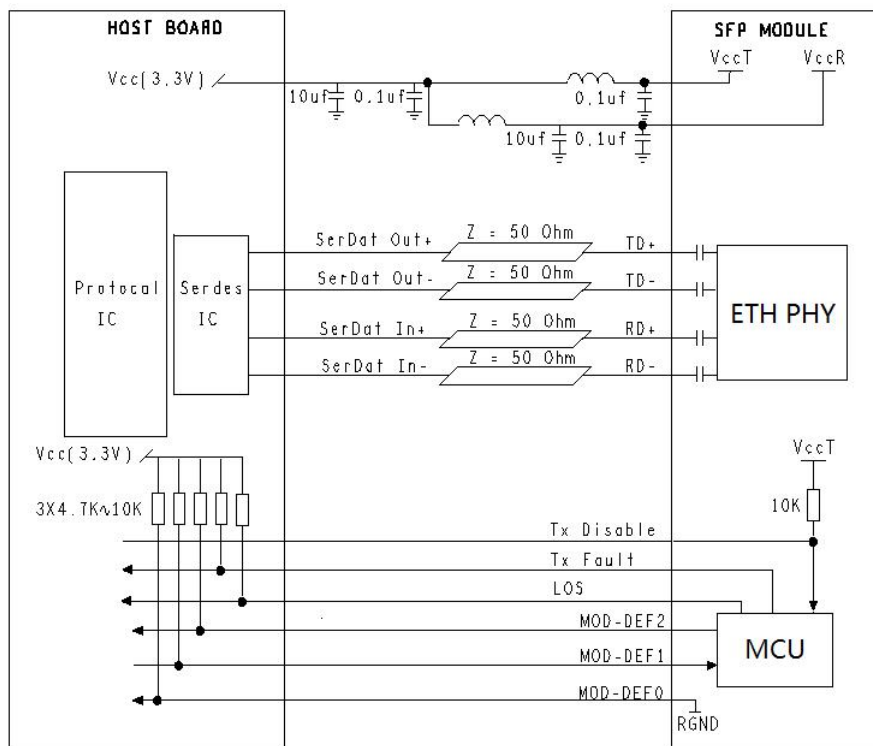 HOST BOARD
SFP MODULE
VccT
VccR
Vcc(3.3V)
10uf
0.1uf
0.1uf
10uf
0.1uf
SerDat Out+
Z = 50 Ohm
TD+
SerDat Out-
Z = 50 Ohm
TD-
Protocal
IC
Serdes
IC
ETH PHY
SerDat In+
Z = 50 Ohm
RD+
SerDat In-
Z = 50 Ohm
RD-
Vcc(3.3V)
VccT
3X4.7K~10K
10K
Tx Disable
Tx Fault
LOS
MOD-DEF2
MCU
MOD-DEF1
MOD-DEF0
RGND